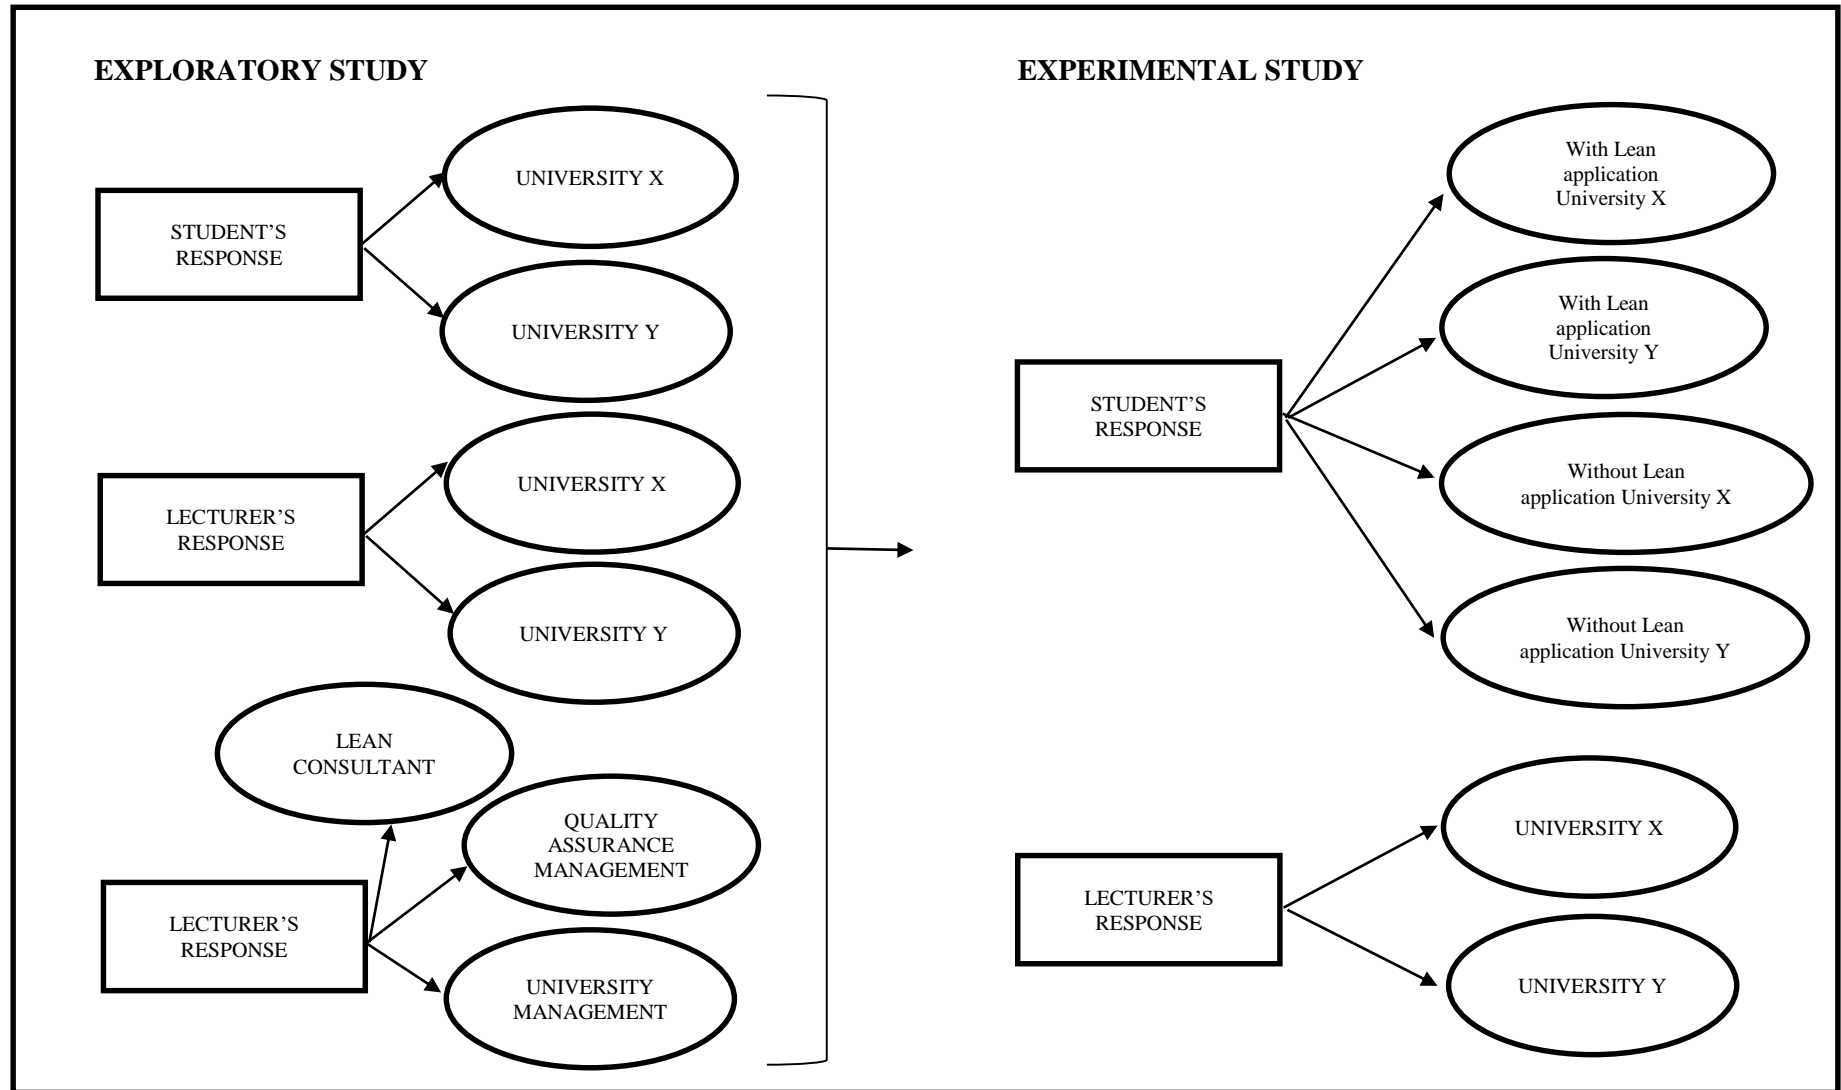 EXPLORATORY STUDY
STUDENT’S
RESPONSE
UNIVERSITY X
UNIVERSITY Y
LECTURER’S
RESPONSE
UNIVERSITY X
UNIVERSITY Y
LECTURER’S
RESPONSE
LEAN
CONSULTANT
QUALITY
ASSURANCE
MANAGEMENT
UNIVERSITY
MANAGEMENT
EXPERIMENTAL STUDY
STUDENT’S
RESPONSE
With Lean
application
University X
With Lean
application
University Y
Without Lean
application University X
Without Lean
application University Y
LECTURER’S
RESPONSE
UNIVERSITY X
UNIVERSITY Y